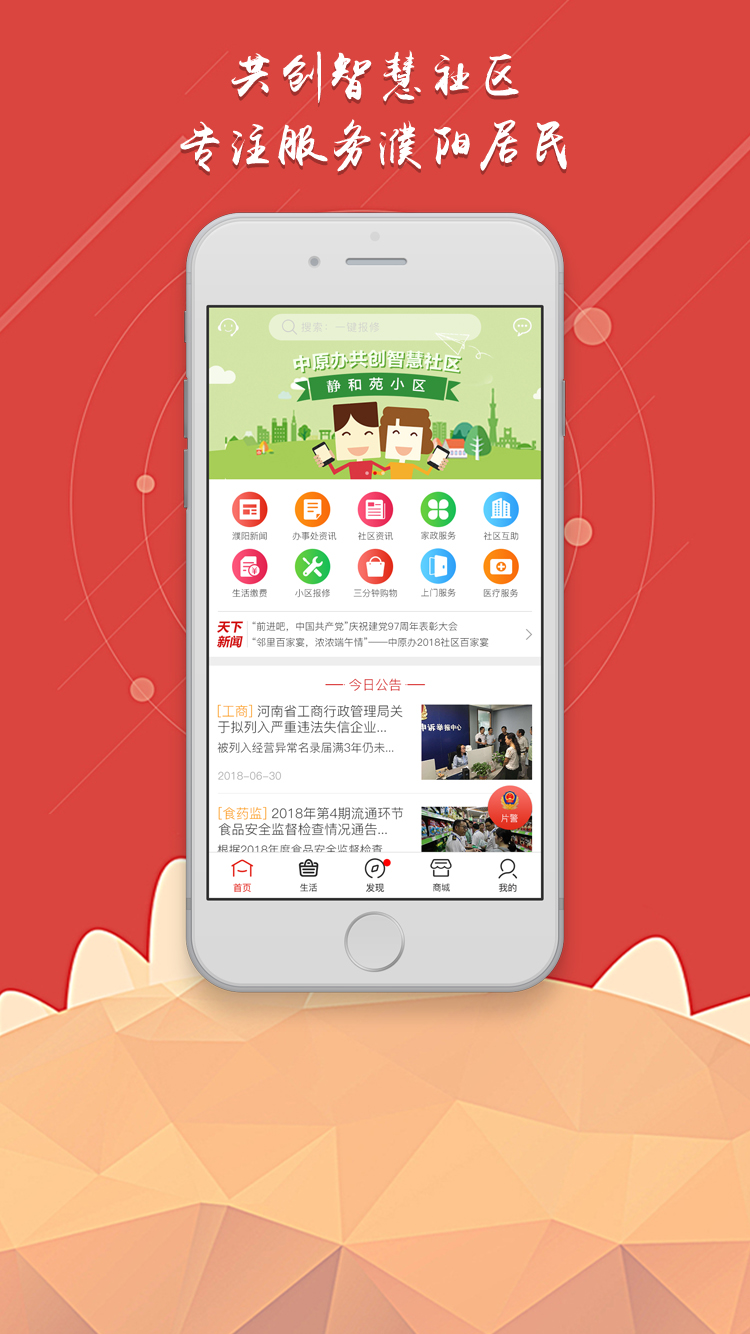 共创智慧社区
专注服务濮阳居民
搜索：一键报修
中原办共创智慧社区
静和苑小区
濮阳新闻
办事处资讯
社区资讯
家政服务
社区互助
生活缴费
小区报修
三分钟购物
上门服务
医疗服务
天下
新闻
“前进吧，中国共产党”庆祝建党97周年表彰大会
“邻里百家宴，浓浓端午情”——中原办2018社区百家宴
今日公告
[工商] 河南省工商行政管理局关
于拟列入严重违法失信企业...
被列入经营异常名录届满3年仍未...
2018-06-30
申诉举报中心
[食药监] 2018年第4期流通环节
食品安全监督检查情况通告...
根据2018年度食品安全监督检查
片警
首页
生活
发现
商城
我的